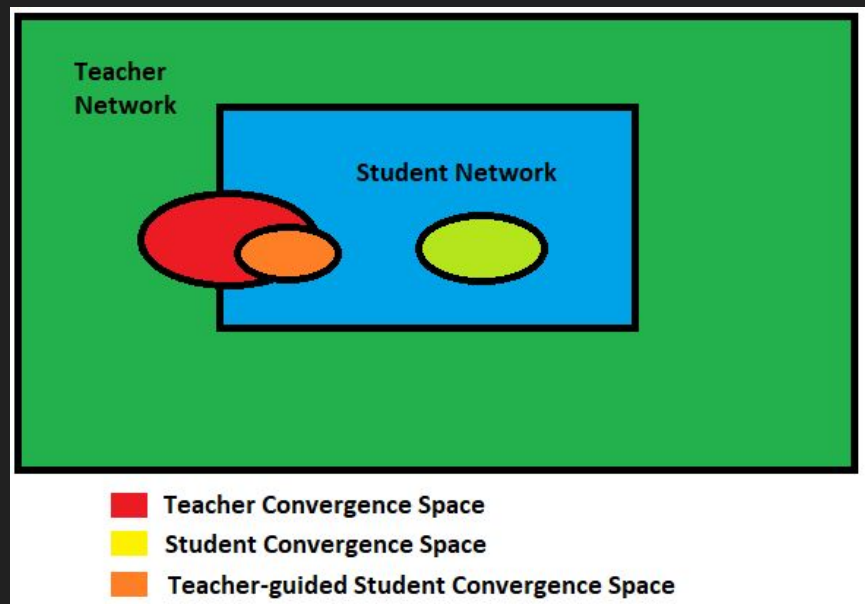 Teacher
Network
Student Network
Teacher Convergence Space
Student Convergence Space
Teacher-guided Student Convergence Space